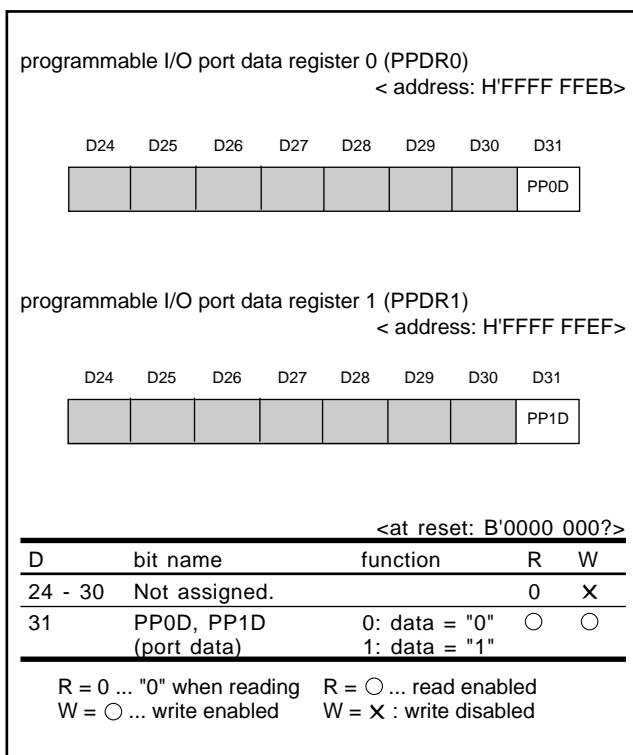 programmable I/O port data register 0 (PPDR0)
< address: H'FFFF FFEB>
D24 D25 D26 D27 D28 D29 D30 D31
PP0D
programmable I/O port data register 1 (PPDR1)
< address: H'FFFF FFEF>
D24 D25 D26 D27 D28 D29 D30 D31
PP1D
<at reset: B'0000 000?>
D bit name function R W
24 - 30 Not assigned. 0 ×
31 PP0D, PP1D 0: data = "0" ○ ○
(port data) 1: data = "1"
R = 0 ... "0" when reading R = ○ ... read enabled
W = ○ ... write enabled W = × : write disabled